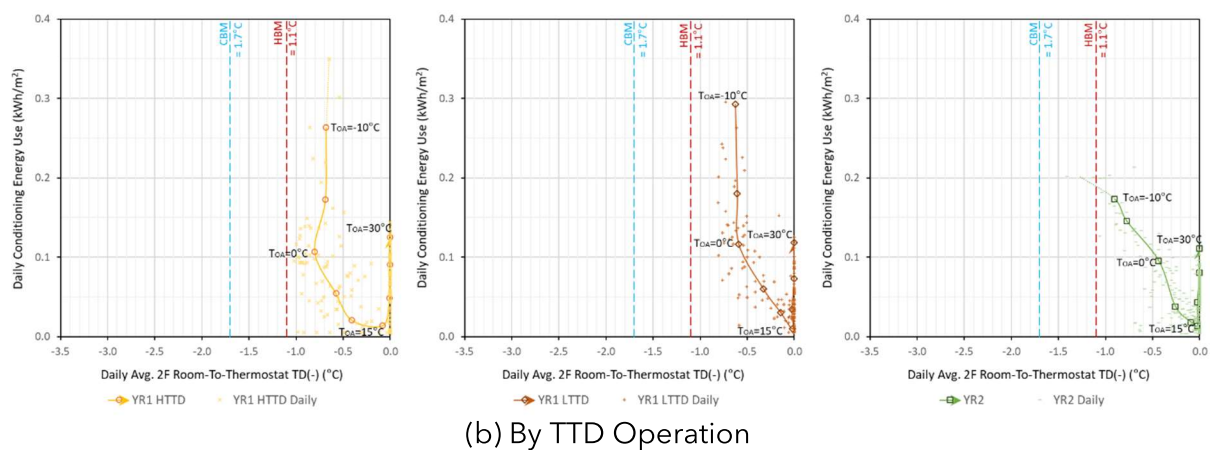 0.4
0.3
0.2
0.1
0.0
Daily Conditioning Energy Use (kWh/m²)
CBM = 1.7°C
HBM = 1.1°C
TOA=-10°C
TOA=30°C
TOA=0°C
TOA=15°C
-3.5 -3.0 -2.5 -2.0 -1.5 -1.0 -0.5 0.0
Daily Avg. 2F Room-To-Thermostat TD(-) (°C)
YR1 HTTD YR1 HTTD Daily
0.4
0.3
0.2
0.1
0.0
Daily Conditioning Energy Use (kWh/m²)
CBM = 1.7°C
HBM = 1.1°C
TOA=-10°C
TOA=30°C
TOA=0°C
TOA=15°C
-3.5 -3.0 -2.5 -2.0 -1.5 -1.0 -0.5 0.0
Daily Avg. 2F Room-To-Thermostat TD(-) (°C)
YR1 LTTD YR1 LTTD Daily
0.4
0.3
0.2
0.1
0.0
Daily Conditioning Energy Use (kWh/m²)
CBM = 1.7°C
HBM = 1.1°C
TOA=-10°C
TOA=30°C
TOA=0°C
TOA=15°C
-3.5 -3.0 -2.5 -2.0 -1.5 -1.0 -0.5 0.0
Daily Avg. 2F Room-To-Thermostat TD(-) (°C)
YR2 YR2 Daily
(b) By TTD Operation